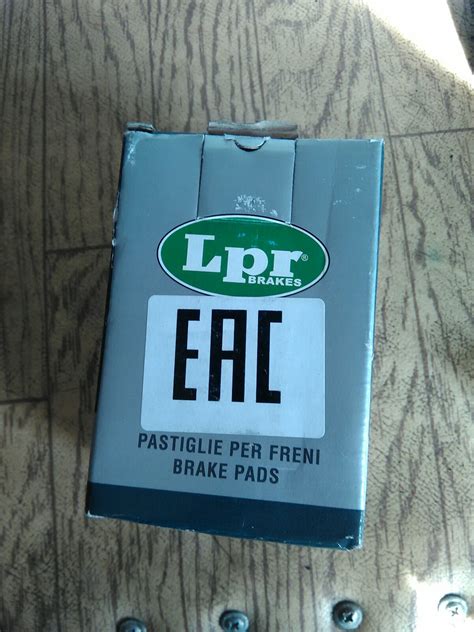 Lpr®
BRAKES
EAC
PASTIGLIE PER FRENI
BRAKE PADS